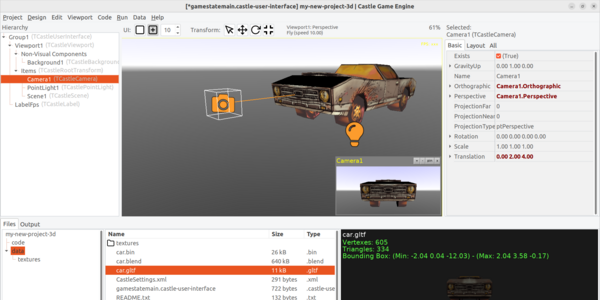 [*gamestatemain.castle-user-interface] my-new-project-3d | Castle Game Engine
Project Design Edit Viewport Code Run Data Help
UI: 10 Transform:
Viewport1: Perspective
Fly (speed 10.00)
61%
Hierarchy
Group1 (TCastleUserInterface)
Viewport1 (TCastleViewport)
Non-Visual Components
Background1 (TCastleBackground
Items (TCastleRootTransform)
Camera1 (TCastleCamera)
PointLight1 (TCastlePointLight)
Scene1 (TCastleScene)
LabelFps (TCastleLabel)
Camera1
Selected:
Camera1 (TCastleCamera)
Basic Layout All
Exists (True)
GravityUp 0.00 1.00 0.00
Name Camera1
Orthographic Camera1.Orthographic
Perspective Camera1.Perspective
ProjectionFar 0
ProjectionNear 0
ProjectionType ptPerspective
Rotation 0.00 0.00 0.00 0.00
Scale 1.00 1.00 1.00
Translation 0.00 2.00 4.00
Files Output
my-new-project-3d
code
data
textures
Name Size Type
textures
car.bin 26 kB .bin
car.blend 640 kB .blend
car.gltf 11 kB .gltf
CastleSettings.xml 291 bytes .xml
gamestatemain.castle-user-interface 722 bytes .castle-use
README.txt 132 bytes .txt
car.gltf
Vertexes: 605
Triangles: 334
Bounding Box: (Min: -2.04 0.04 -12.03) - (Max: 2.04 3.58 -0.17)